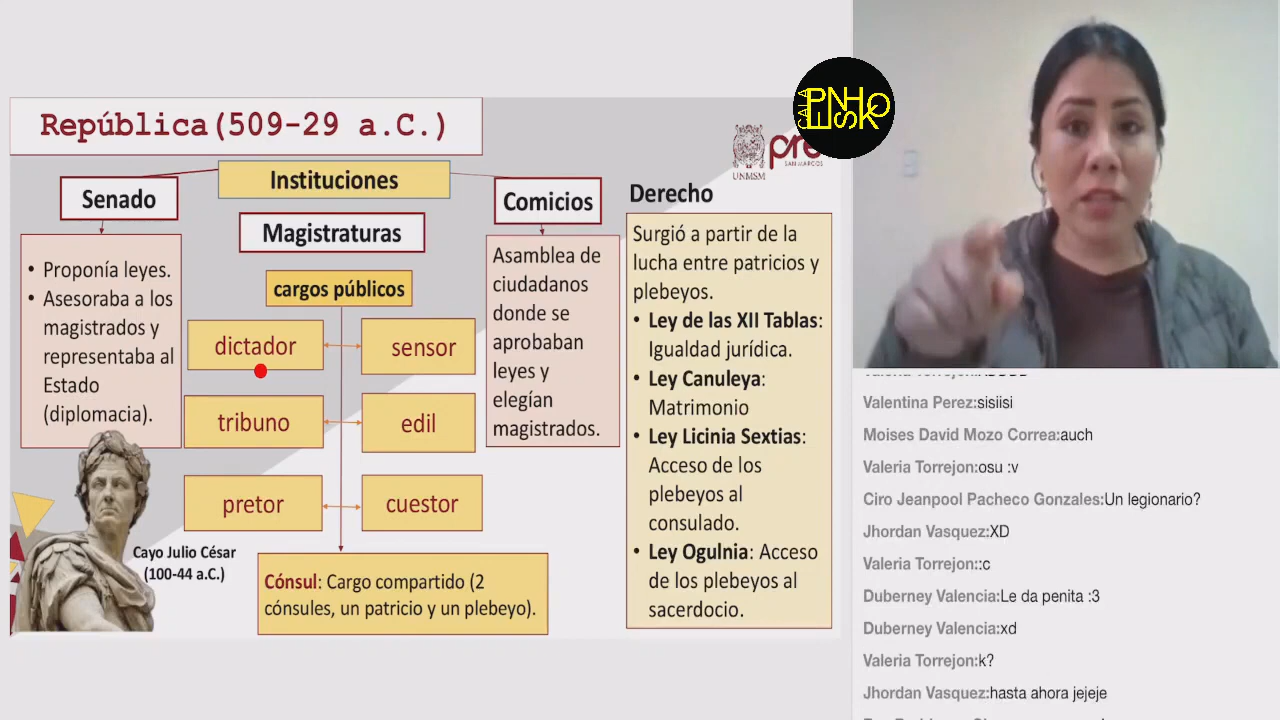 República(509-29 a.C.)
Instituciones
Senado
Magistraturas
Comicios
Derecho
UNMSM
pre
SAN MARCOS
CALA
PNHO
ESK
• Proponía leyes.
• Asesoraba a los
magistrados y
representaba al
Estado
(diplomacia).
cargos públicos
dictador
sensor
tribuno
edil
pretor
cuestor
Cónsul: Cargo compartido (2
cónsules, un patricio y un plebeyo).
Cayo Julio César
(100-44 a.C.)
Asamblea de
ciudadanos
donde se
aprobaban
leyes y
elegían
magistrados.
Surgió a partir de la
lucha entre patricios y
plebeyos.
• Ley de las XII Tablas:
Igualdad jurídica.
• Ley Canuleya:
Matrimonio
• Ley Licinia Sextias:
Acceso de los
plebeyos al
consulado.
• Ley Ogulnia: Acceso
de los plebeyos al
sacerdocio.
Valentina Perez:sisiisi
Moises David Mozo Correa:auch
Valeria Torrejon:osu :v
Ciro Jeanpool Pacheco Gonzales:Un legionario?
Jhordan Vasquez:XD
Valeria Torrejon::c
Duberney Valencia:Le da penita :3
Duberney Valencia:xd
Valeria Torrejon:k?
Jhordan Vasquez:hasta ahora jejeje